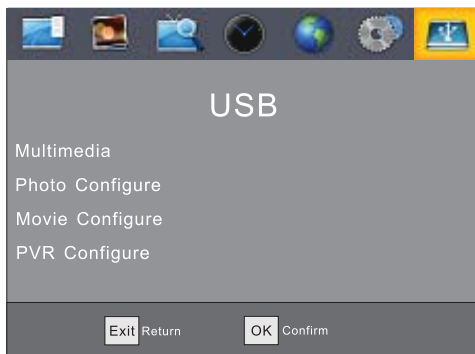 USB
Multimedia
Photo Configure
Movie Configure
PVR Configure
Exit Return OK Confirm